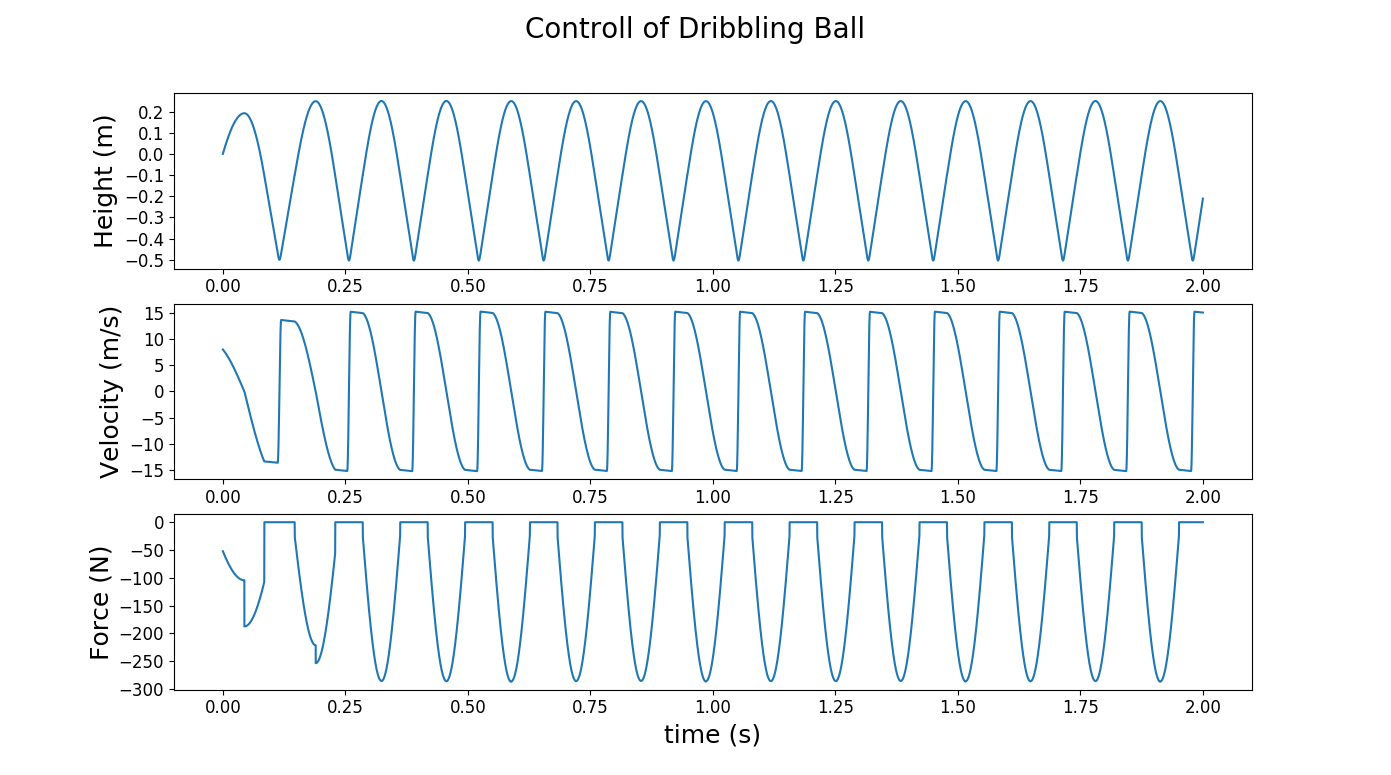 Controll of Dribbling Ball
Height (m)
0.2
0.1
0.0
−0.1
−0.2
−0.3
−0.4
−0.5
0.00 0.25 0.50 0.75 1.00 1.25 1.50 1.75 2.00
Velocity (m/s)
15
10
5
0
−5
−10
−15
0.00 0.25 0.50 0.75 1.00 1.25 1.50 1.75 2.00
Force (N)
0
−50
−100
−150
−200
−250
−300
0.00 0.25 0.50 0.75 1.00 1.25 1.50 1.75 2.00
time (s)